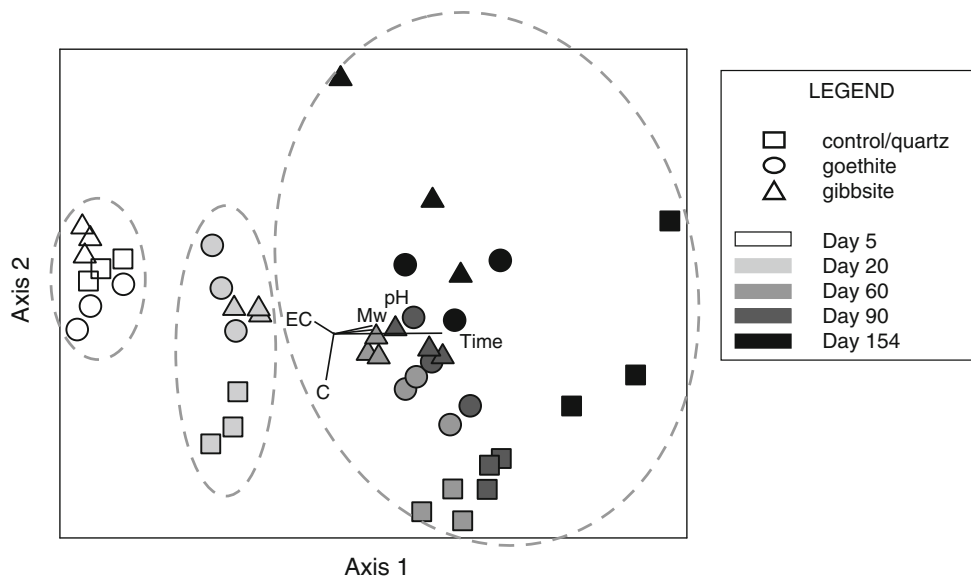 Axis 2
Axis 1
EC
Mw
pH
Time
C
LEGEND
control/quartz
goethite
gibbsite
Day 5
Day 20
Day 60
Day 90
Day 154